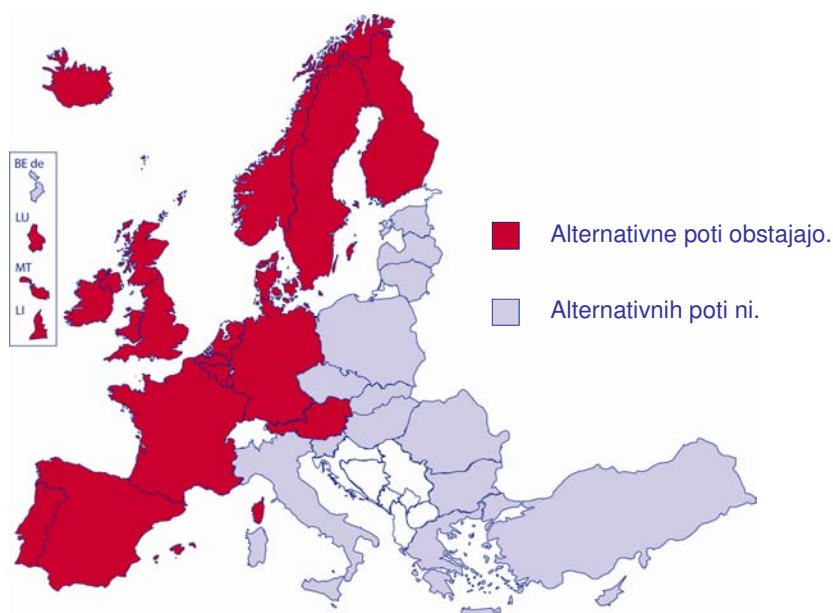 BE de
LU
MT
LI
Alternativne poti obstajajo.
Alternativnih poti ni.